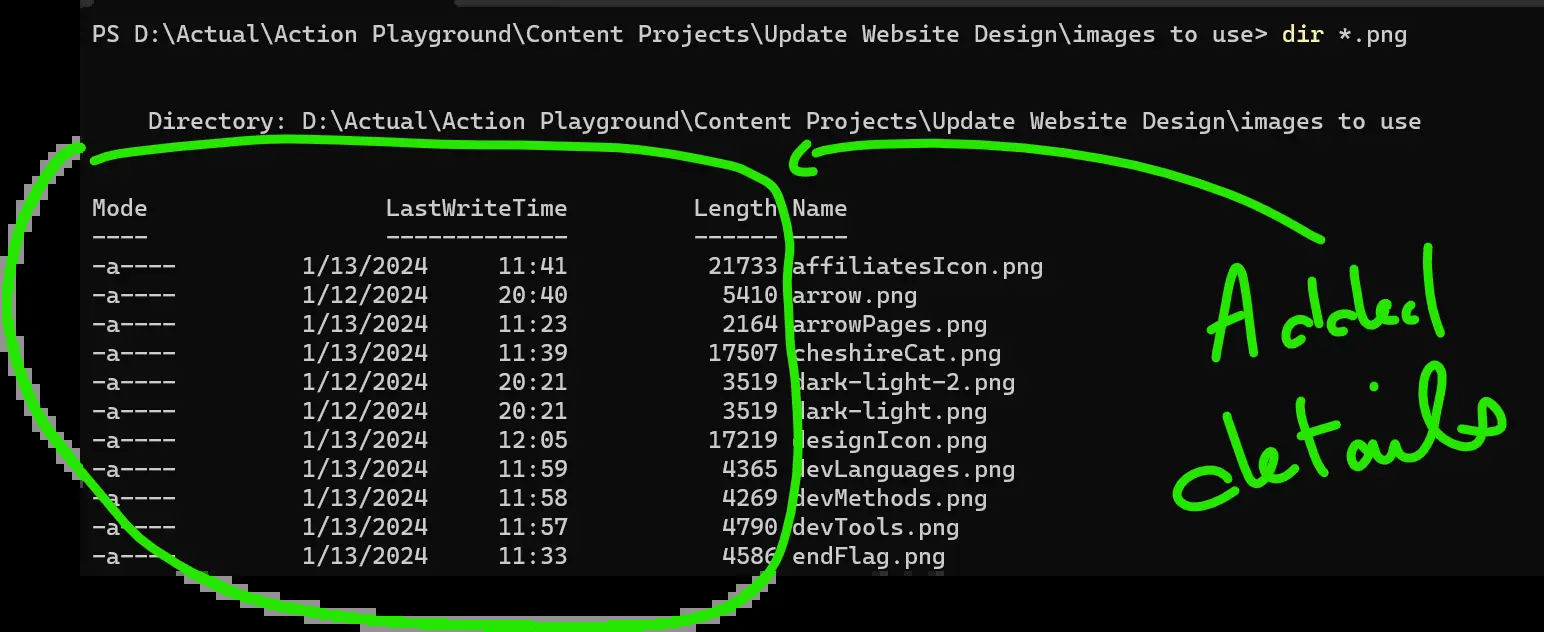 PS D:\Actual\Action Playground\Content Projects\Update Website Design\images to use> dir *.png
Directory: D:\Actual\Action Playground\Content Projects\Update Website Design\images to use
Mode LastWriteTime Length Name
---- ------------- ------ ----
-a---- 1/13/2024 11:41 21733 affiliatesIcon.png
-a---- 1/12/2024 20:40 5410 arrow.png
-a---- 1/13/2024 11:23 2164 arrowPages.png
-a---- 1/13/2024 11:39 17507 cheshireCat.png
-a---- 1/12/2024 20:21 3519 dark-light-2.png
-a---- 1/12/2024 20:21 3519 dark-light.png
-a---- 1/13/2024 12:05 17219 designIcon.png
-a---- 1/13/2024 11:59 4365 devLanguages.png
-a---- 1/13/2024 11:58 4269 devMethods.png
-a---- 1/13/2024 11:57 4790 devTools.png
-a---- 1/13/2024 11:33 4586 endFlag.png
Added
details